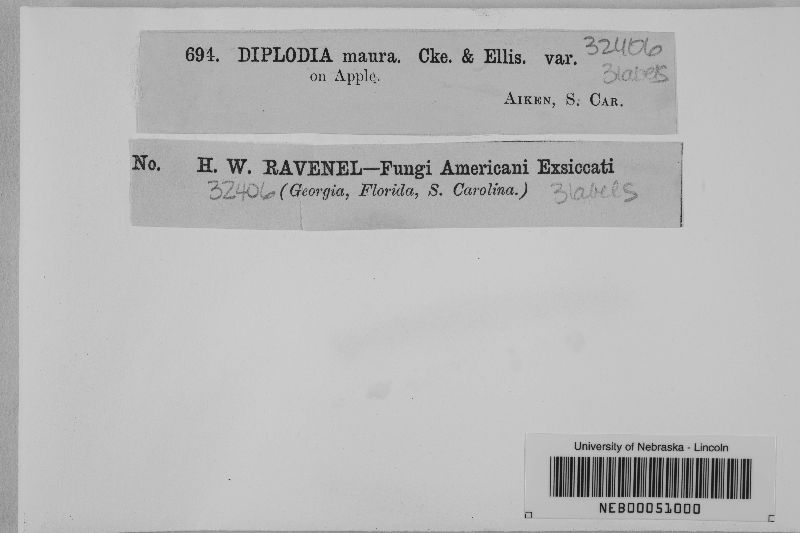 694. DIPLODIA maura. Cke. & Ellis. var. 32406
on Apple. 3labels
AIKEN, S. CAR.
No. H. W. RAVENEL—Fungi Americani Exsiccati
32406 (Georgia, Florida, S. Carolina.) 3labels
University of Nebraska - Lincoln
NEB00051000